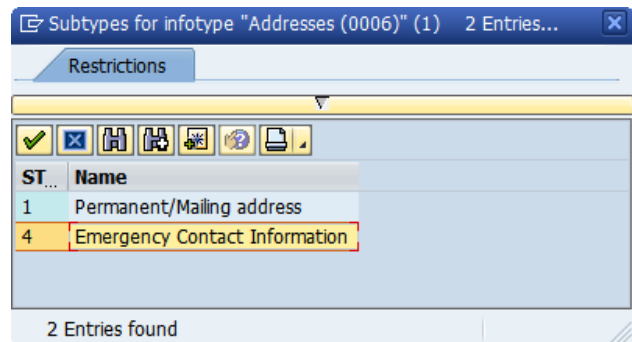 Subtypes for infotype "Addresses (0006)" (1) 2 Entries...
Restrictions
ST... Name
1 Permanent/Mailing address
4 Emergency Contact Information
2 Entries found